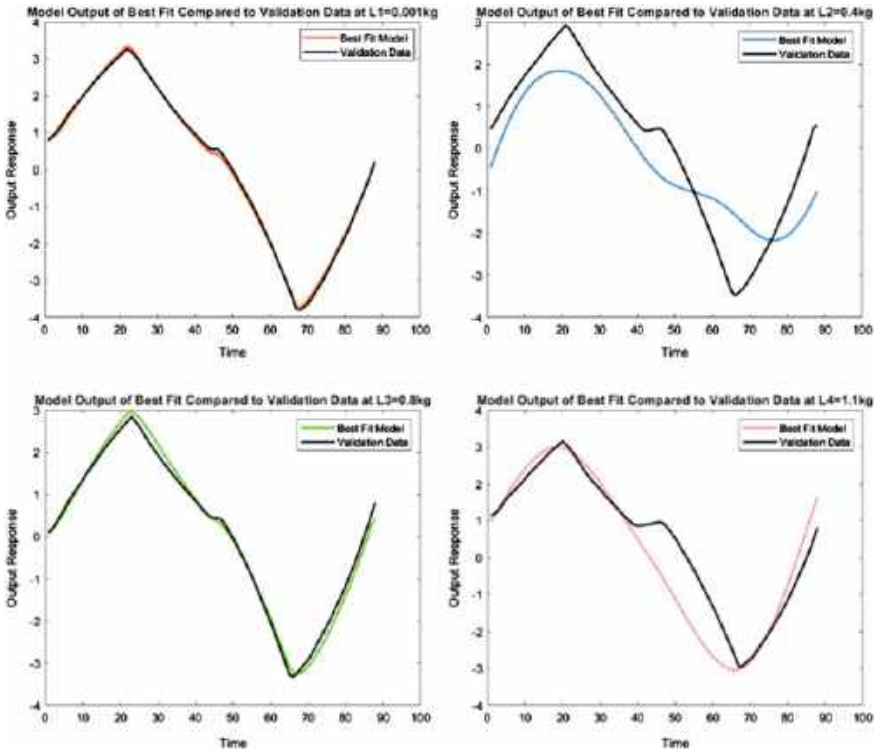 Model Output of Best Fit Compared to Validation Data at L1=0.001kg
Best Fit Model
Validation Data
Output Response
4
3
2
1
0
-1
-2
-3
-4
0 10 20 30 40 50 60 70 80 90 100
Time
Model Output of Best Fit Compared to Validation Data at L2=0.4kg
Best Fit Model
Validation Data
Output Response
3
2
1
0
-1
-2
-3
-4
0 10 20 30 40 50 60 70 80 90 100
Time
Model Output of Best Fit Compared to Validation Data at L3=0.8kg
Best Fit Model
Validation Data
Output Response
3
2
1
0
-1
-2
-3
-4
0 10 20 30 40 50 60 70 80 90 100
Time
Model Output of Best Fit Compared to Validation Data at L4=1.1kg
Best Fit Model
Validation Data
Output Response
4
3
2
1
0
-1
-2
-3
-4
0 10 20 30 40 50 60 70 80 90 100
Time